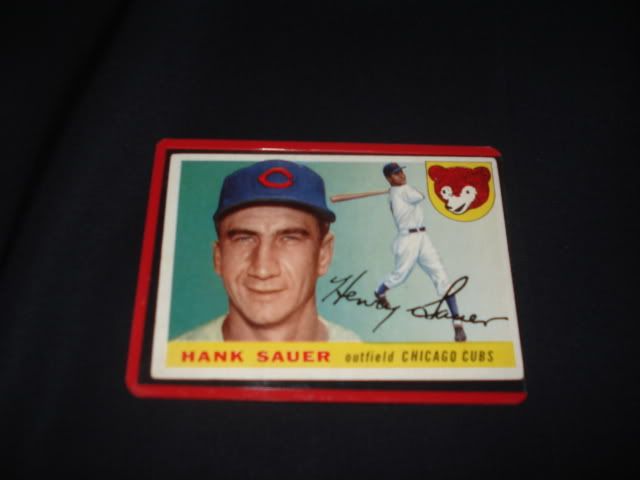 C
Henry Sauer
HANK SAUER outfield CHICAGO CUBS